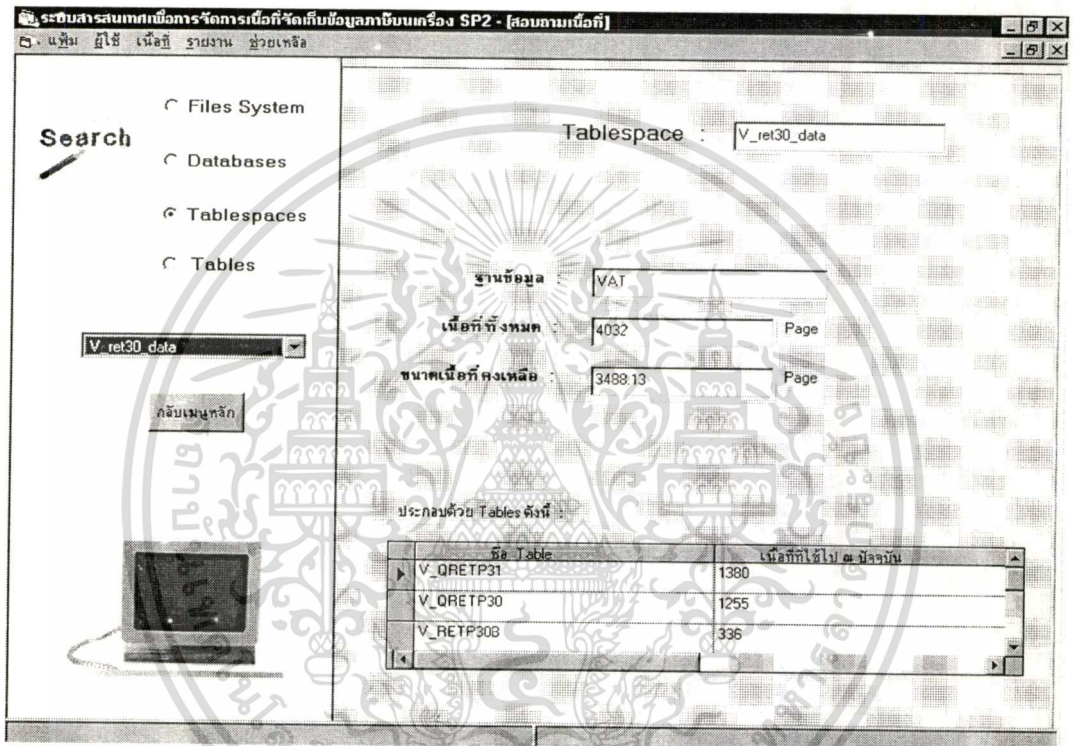 ระบบสารสนเทศเพื่อการจัดการเนื้อที่จัดเก็บข้อมูลภาษีบนเครื่อง SP2 - [สอบถามเนื้อที่]
แฟ้ม ผู้ใช้ เนื้อที่ รายงาน ช่วยเหลือ
Search
Files System
Databases
Tablespaces
Tables
V_ret30_data
กลับเมนูหลัก
Tablespace : V_ret30_data
ฐานข้อมูล : VAT
เนื้อที่ทั้งหมด : 4032 Page
ขนาดเนื้อที่คงเหลือ : 3488.13 Page
ประกอบด้วย Tables ดังนี้ :
ชื่อ Table เนื้อที่ที่ใช้ไป ณ ปัจจุบัน
V_QRETP31 1380
V_QRETP30 1255
V_RETP30B 336